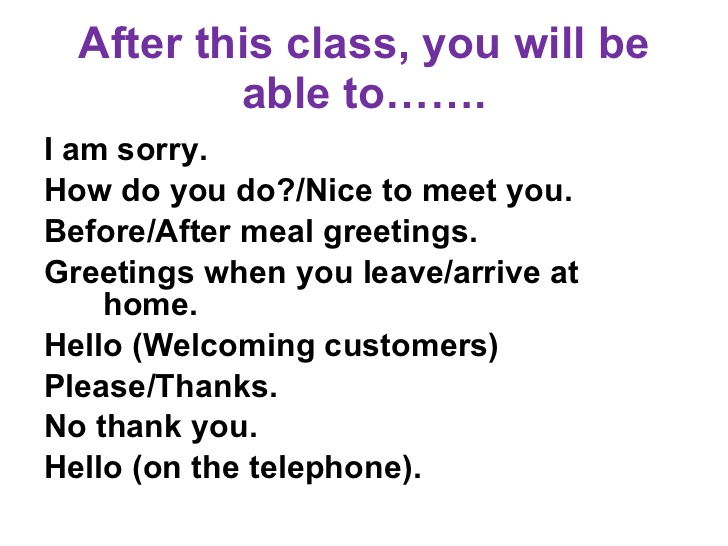 After this class, you will be
able to…….
I am sorry.
How do you do?/Nice to meet you.
Before/After meal greetings.
Greetings when you leave/arrive at
home.
Hello (Welcoming customers)
Please/Thanks.
No thank you.
Hello (on the telephone).